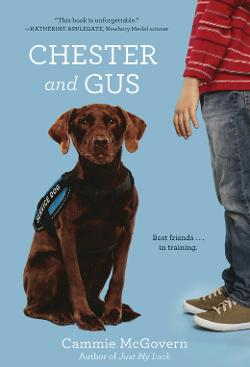 "This book is unforgettable."
—KATHERINE APPLEGATE, Newbery Medal winner
CHESTER
and GUS
SERVICE DOG
Best friends . . .
in training.
Cammie McGovern
Author of Just My Luck